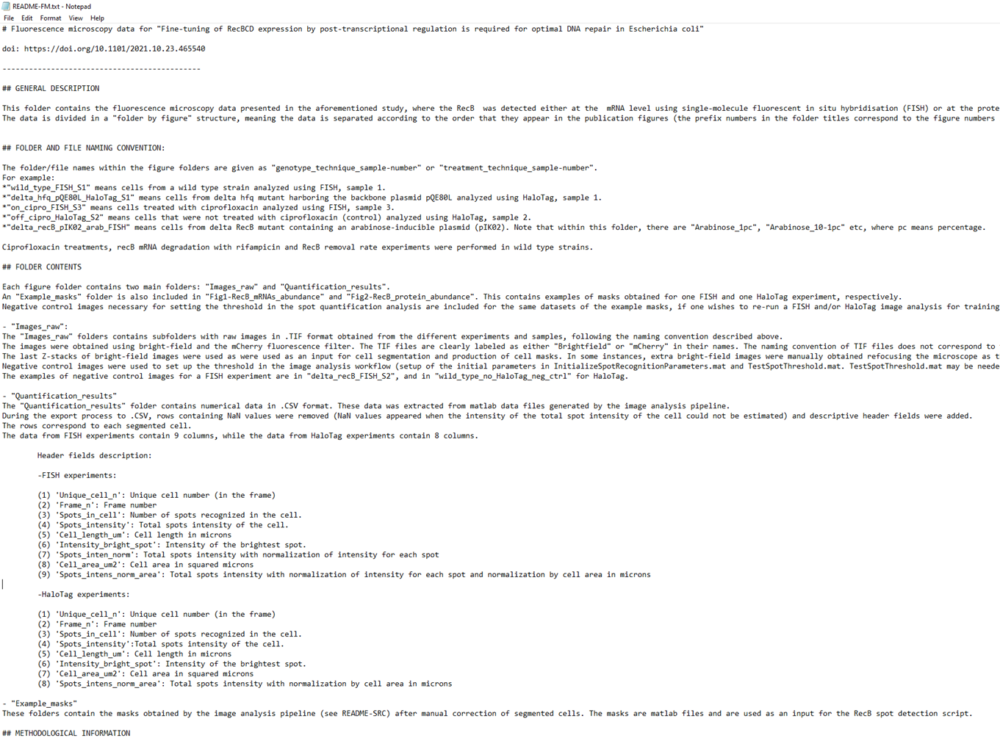 README-FM.txt - Notepad
File Edit Format View Help
# Fluorescence microscopy data for "Fine-tuning of RecBCD expression by post-transcriptional regulation is required for optimal DNA repair in Escherichia coli"
doi: https://doi.org/10.1101/2021.10.23.465540
---------------------------------------------
## GENERAL DESCRIPTION
This folder contains the fluorescence microscopy data presented in the aforementioned study, where the RecB  was detected either at the  mRNA level using single-molecule fluorescent in situ hybridisation (FISH) or at the prote
The data is divided in a "folder by figure" structure, meaning the data is separated according to the order that they appear in the publication figures (the prefix numbers in the folder titles correspond to the figure numbers
## FOLDER AND FILE NAMING CONVENTION:
The folder/file names within the figure folders are given as "genotype_technique_sample-number" or "treatment_technique_sample-number".
For example:
*"wild_type_FISH_S1" means cells from a wild type strain analyzed using FISH, sample 1.
*"delta_hfq_pQE80L_HaloTag_S1" means cells from delta hfq mutant harboring the backbone plasmid pQE80L analyzed using HaloTag, sample 1.
*"on_cipro_FISH_S3" means cells treated with ciprofloxacin analyzed using FISH, sample 3.
*"off_cipro_HaloTag_S2" means cells that were not treated with ciprofloxacin (control) analyzed using HaloTag, sample 2.
*"delta_recB_pIK02_arab_FISH" means cells from delta RecB mutant containing an arabinose-inducible plasmid (pIK02). Note that within this folder, there are "Arabinose_1pc", "Arabinose_10-1pc" etc, where pc means percentage.
Ciprofloxacin treatments, recB mRNA degradation with rifampicin and RecB removal rate experiments were performed in wild type strains.
## FOLDER CONTENTS
Each figure folder contains two main folders: "Images_raw" and "Quantification_results".
An "Example_masks" folder is also included in "Fig1-RecB_mRNAs_abundance" and "Fig2-RecB_protein_abundance". This contains examples of masks obtained for one FISH and one HaloTag experiment, respectively.
Negative control images necessary for setting the threshold in the spot quantification analysis are included for the same datasets of the example masks, if one wishes to re-run a FISH and/or HaloTag image analysis for training
- "Images_raw":
The "Images_raw" folders contains subfolders with raw images in .TIF format obtained from the different experiments and samples, following the naming convention described above.
The images were obtained using bright-field and the mCherry fluorescence filter. The TIF files are clearly labeled as either "Brightfield" or "mCherry" in their names. The naming convention of TIF files does not correspond to
The last Z-stacks of bright-field images were used as were used as an input for cell segmentation and production of cell masks. In some instances, extra bright-field images were manually obtained refocusing the microscope as t
Negative control images were used to set up the threshold in the image analysis workflow (setup of the initial parameters in InitializeSpotRecognitionParameters.mat and TestSpotThreshold.mat. TestSpotThreshold.mat may be neede
The examples of negative control images for a FISH experiment are in "delta_recB_FISH_S2", and in "wild_type_no_HaloTag_neg_ctrl" for HaloTag.
- "Quantification_results"
The "Quantification_results" folder contains numerical data in .CSV format. These data was extracted from matlab data files generated by the image analysis pipeline.
During the export process to .CSV, rows containing NaN values were removed (NaN values appeared when the intensity of the total spot intensity of the cell could not be estimated) and descriptive header fields were added.
The rows correspond to each segmented cell.
The data from FISH experiments contain 9 columns, while the data from HaloTag experiments contain 8 columns.
Header fields description:
-FISH experiments:
(1) 'Unique_cell_n': Unique cell number (in the frame)
(2) 'Frame_n': Frame number
(3) 'Spots_in_cell': Number of spots recognized in the cell.
(4) 'Spots_intensity': Total spots intensity of the cell.
(5) 'Cell_length_um': Cell length in microns
(6) 'Intensity_bright_spot': Intensity of the brightest spot.
(7) 'Spots_inten_norm': Total spots intensity with normalization of intensity for each spot
(8) 'Cell_area_um2': Cell area in squared microns
(9) 'Spots_intens_norm_area': Total spots intensity with normalization of intensity for each spot and normalization by cell area in microns
-HaloTag experiments:
(1) 'Unique_cell_n': Unique cell number (in the frame)
(2) 'Frame_n': Frame number
(3) 'Spots_in_cell': Number of spots recognized in the cell.
(4) 'Spots_intensity':Total spots intensity of the cell.
(5) 'Cell_length_um': Cell length in microns
(6) 'Intensity_bright_spot': Intensity of the brightest spot.
(7) 'Cell_area_um2': Cell area in squared microns
(8) 'Spots_intens_norm_area': Total spots intensity with normalization by cell area in microns
- "Example_masks"
These folders contain the masks obtained by the image analysis pipeline (see README-SRC) after manual correction of segmented cells. The masks are matlab files and are used as an input for the RecB spot detection script.
## METHODOLOGICAL INFORMATION